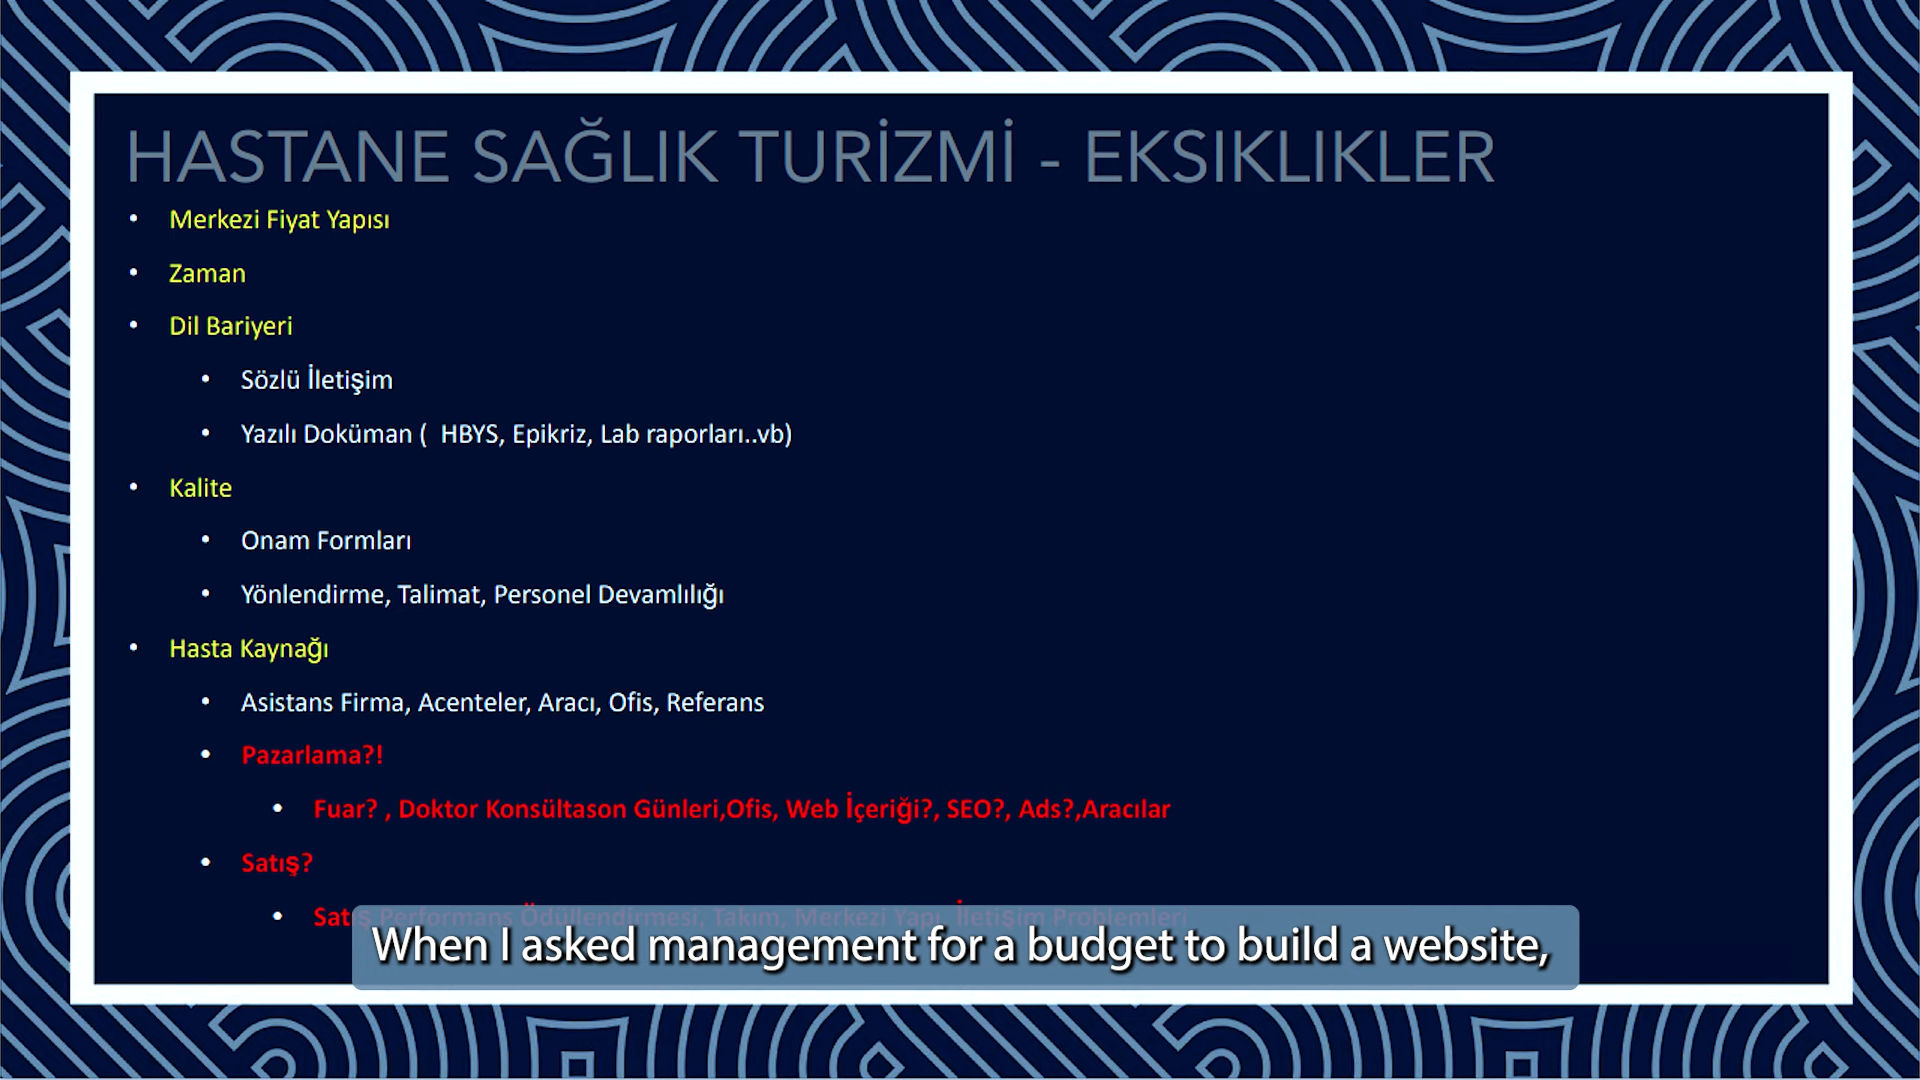 HASTANE SAĞLIK TURİZMİ - EKSIKLIKLER
• Merkezi Fiyat Yapısı
• Zaman
• Dil Bariyeri
• Sözlü İletişim
• Yazılı Doküman ( HBYS, Epikriz, Lab raporları..vb)
• Kalite
• Onam Formları
• Yönlendirme, Talimat, Personel Devamlılığı
• Hasta Kaynağı
• Asistans Firma, Acenteler, Aracı, Ofis, Referans
• Pazarlama?!
• Fuar? , Doktor Konsültason Günleri,Ofis, Web İçeriği?, SEO?, Ads?,Aracılar
• Satış?
• Satış Performans Ödüllendirmesi, Takım, Merkezi Yapı, İletişim Problemleri
When I asked management for a budget to build a website,